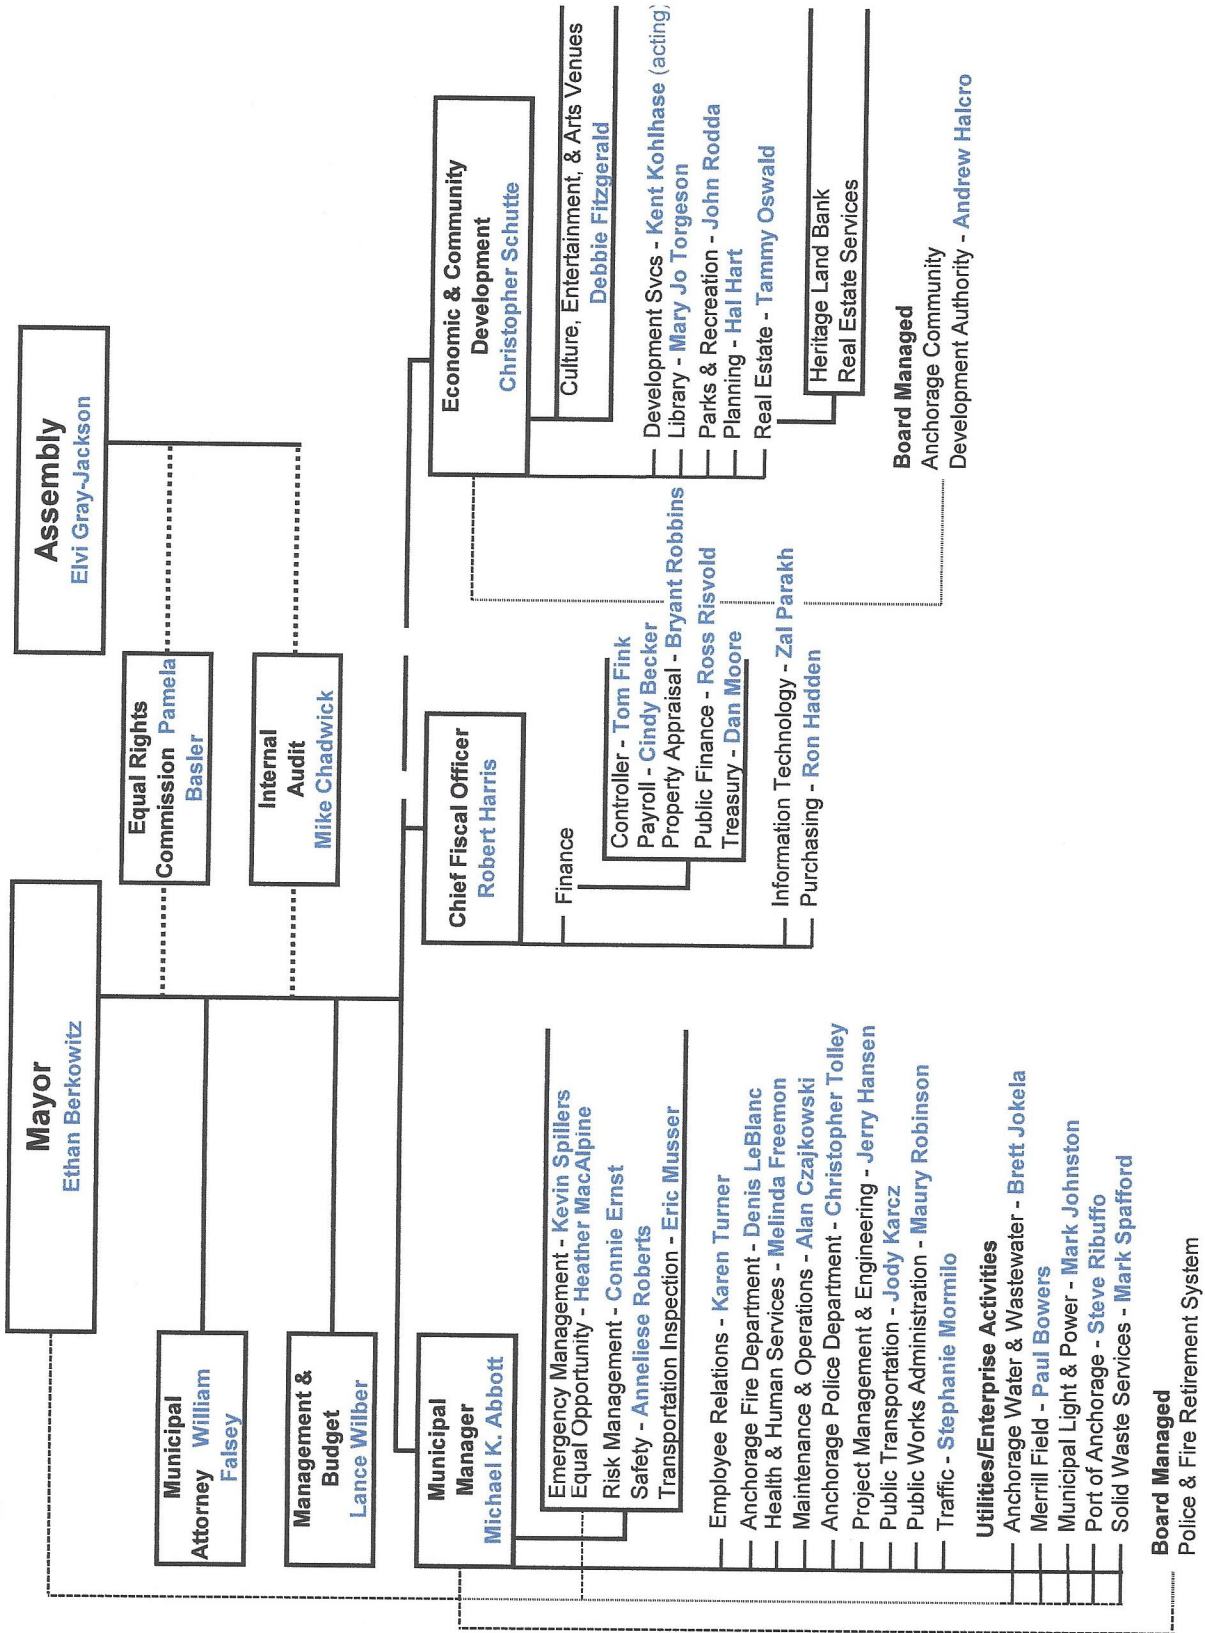 Mayor
Ethan Berkowitz
Assembly
Elvi Gray-Jackson
Equal Rights
Commission Pamela
Basler
Internal
Audit
Mike Chadwick
Municipal
Attorney William
Falsey
Management &
Budget
Lance Wilber
Municipal
Manager
Michael K. Abbott
Emergency Management - Kevin Spillers
Equal Opportunity - Heather MacAlpine
Risk Management - Connie Ernst
Safety - Anneliese Roberts
Transportation Inspection - Eric Musser
Employee Relations - Karen Turner
Anchorage Fire Department - Denis LeBlanc
Health & Human Services - Melinda Freemon
Maintenance & Operations - Alan Czajkowski
Anchorage Police Department - Christopher Tolley
Project Management & Engineering - Jerry Hansen
Public Transportation - Jody Karcz
Public Works Administration - Maury Robinson
Traffic - Stephanie Mormilo
Utilities/Enterprise Activities
Anchorage Water & Wastewater - Brett Jokela
Merrill Field - Paul Bowers
Municipal Light & Power - Mark Johnston
Port of Anchorage - Steve Ribuffo
Solid Waste Services - Mark Spafford
Board Managed
Police & Fire Retirement System
Chief Fiscal Officer
Robert Harris
Finance
Controller - Tom Fink
Payroll - Cindy Becker
Property Appraisal - Bryant Robbins
Public Finance - Ross Risvold
Treasury - Dan Moore
Information Technology - Zal Parakh
Purchasing - Ron Hadden
Economic & Community
Development
Christopher Schutte
Culture, Entertainment, & Arts Venues
Debbie Fitzgerald
Development Svcs - Kent Kohlhase (acting)
Library - Mary Jo Torgeson
Parks & Recreation - John Rodda
Planning - Hal Hart
Real Estate - Tammy Oswald
Heritage Land Bank
Real Estate Services
Board Managed
Anchorage Community
Development Authority - Andrew Halcro